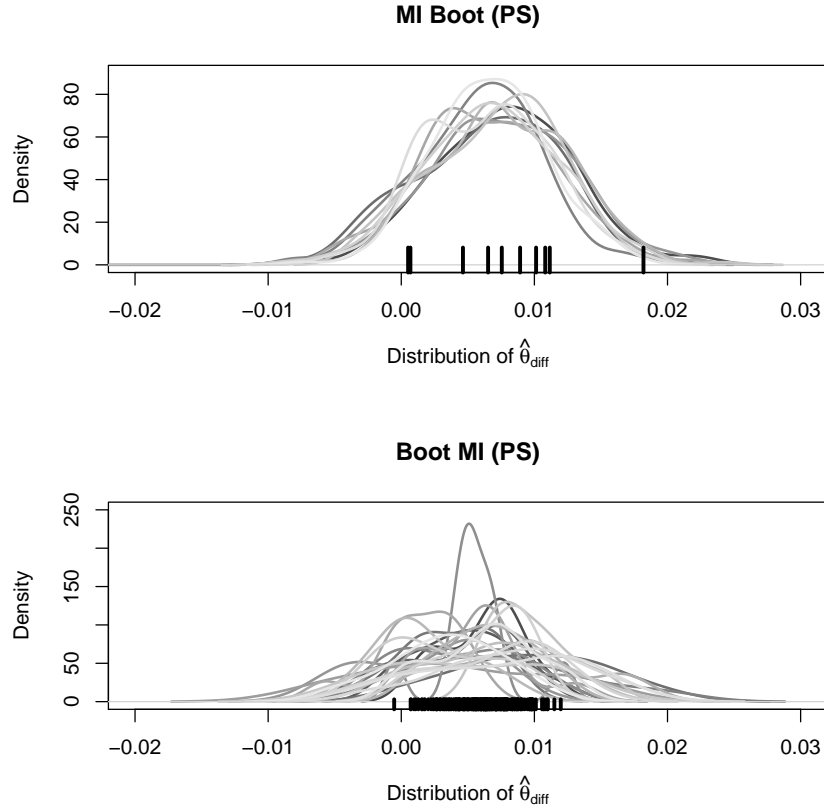 MI Boot (PS)
Density
80
60
40
20
0
−0.02 −0.01 0.00 0.01 0.02 0.03
Distribution of θ̂diff
Boot MI (PS)
Density
250
150
50
0
−0.02 −0.01 0.00 0.01 0.02 0.03
Distribution of θ̂diff